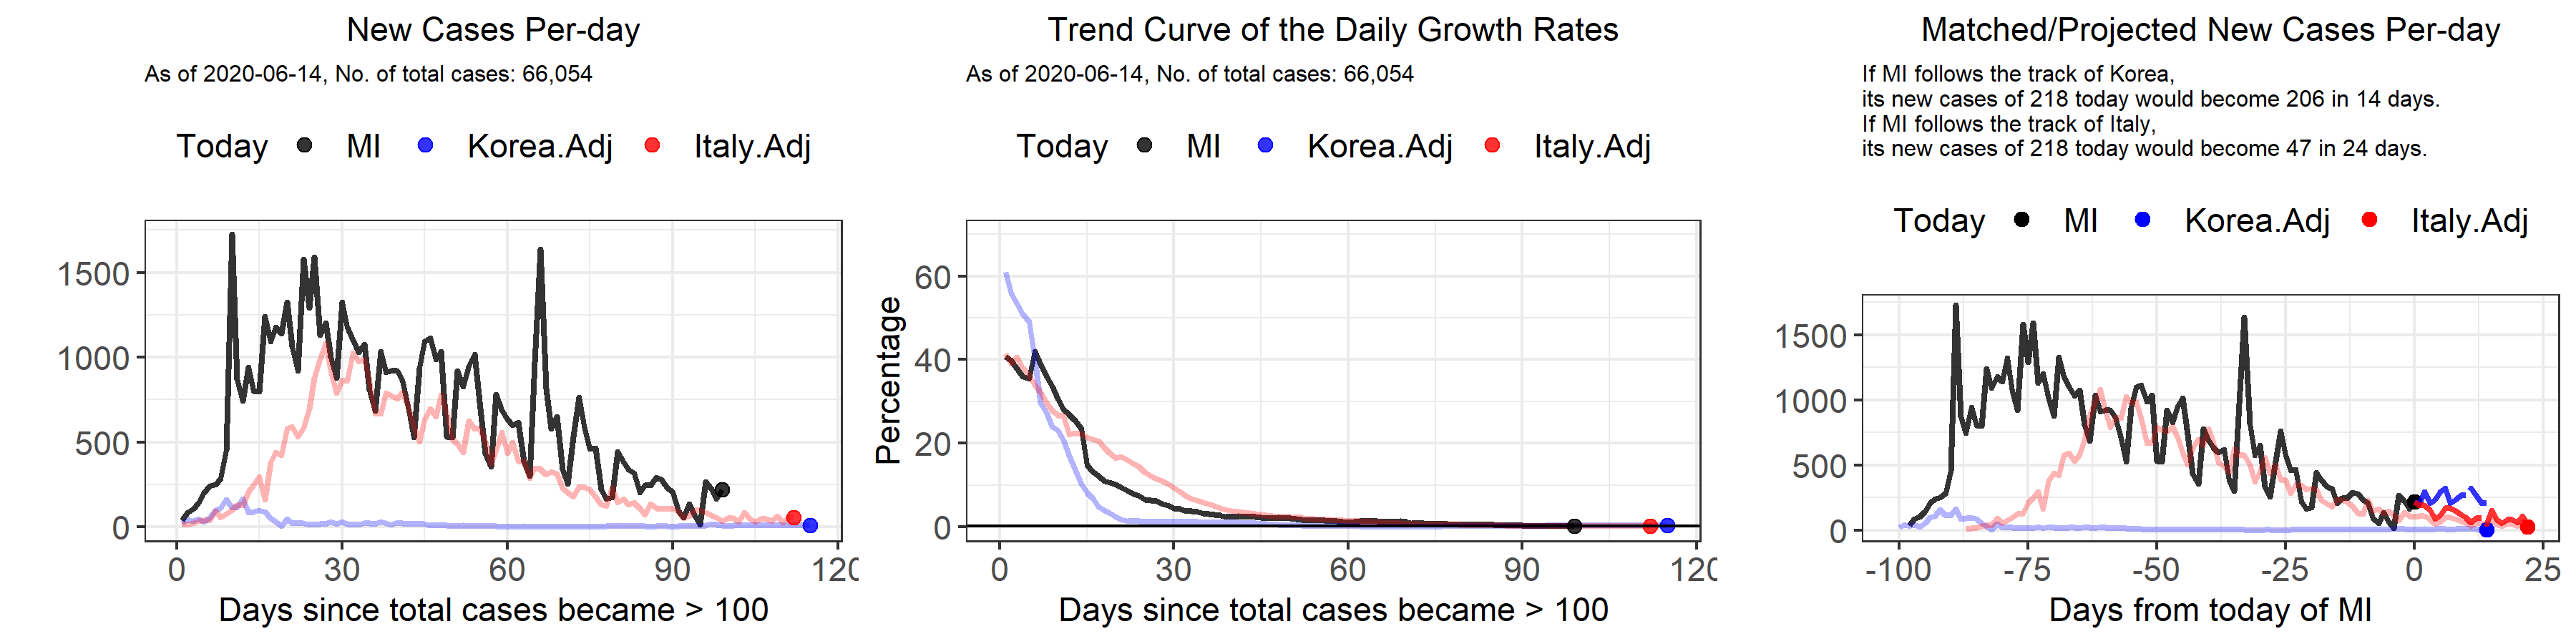 New Cases Per-day
As of 2020-06-14, No. of total cases: 66,054
Today MI Korea.Adj Italy.Adj
1500
1000
500
0
0 30 60 90 120
Days since total cases became > 100
Trend Curve of the Daily Growth Rates
As of 2020-06-14, No. of total cases: 66,054
Today MI Korea.Adj Italy.Adj
Percentage
60
40
20
0
0 30 60 90 120
Days since total cases became > 100
Matched/Projected New Cases Per-day
If MI follows the track of Korea,
its new cases of 218 today would become 206 in 14 days.
If MI follows the track of Italy,
its new cases of 218 today would become 47 in 24 days.
Today MI Korea.Adj Italy.Adj
1500
1000
500
0
-100 -75 -50 -25 0 25
Days from today of MI